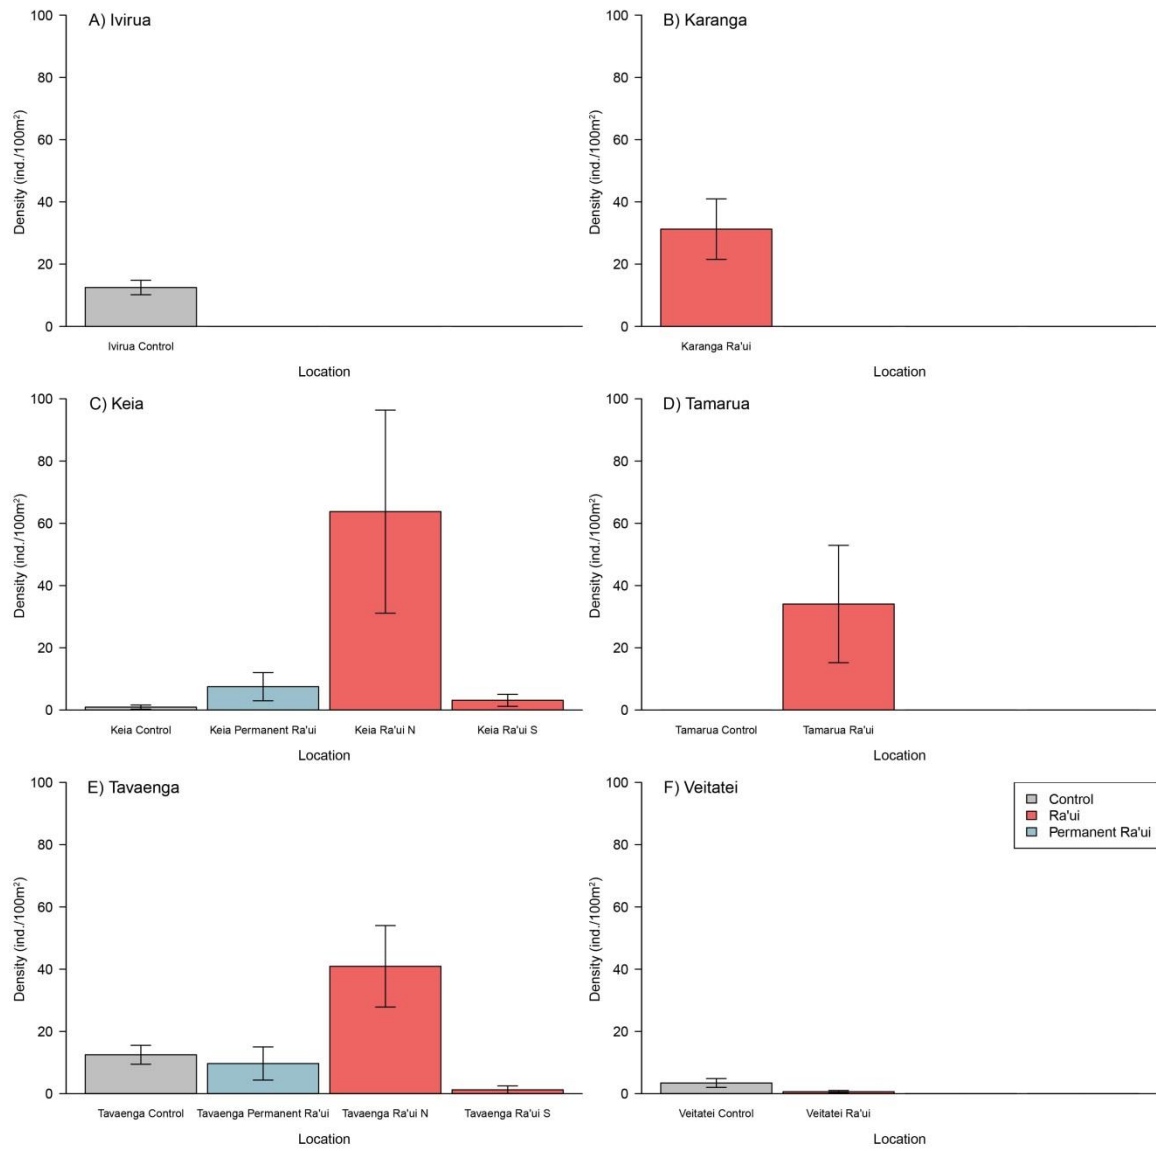 A) Ivirua
100
80
60
40
20
0
Density (ind./100m²)
Ivirua Control
Location
B) Karanga
100
80
60
40
20
0
Density (ind./100m²)
Karanga Ra'ui
Location
C) Keia
100
80
60
40
20
0
Density (ind./100m²)
Keia Control Keia Permanent Ra'ui Keia Ra'ui N Keia Ra'ui S
Location
D) Tamarua
100
80
60
40
20
0
Density (ind./100m²)
Tamarua Control Tamarua Ra'ui
Location
E) Tavaenga
100
80
60
40
20
0
Density (ind./100m²)
Tavaenga Control Tavaenga Permanent Ra'ui Tavaenga Ra'ui N Tavaenga Ra'ui S
Location
F) Veitatei
100
80
60
40
20
0
Density (ind./100m²)
Control
Ra'ui
Permanent Ra'ui
Veitatei Control Veitatei Ra'ui
Location